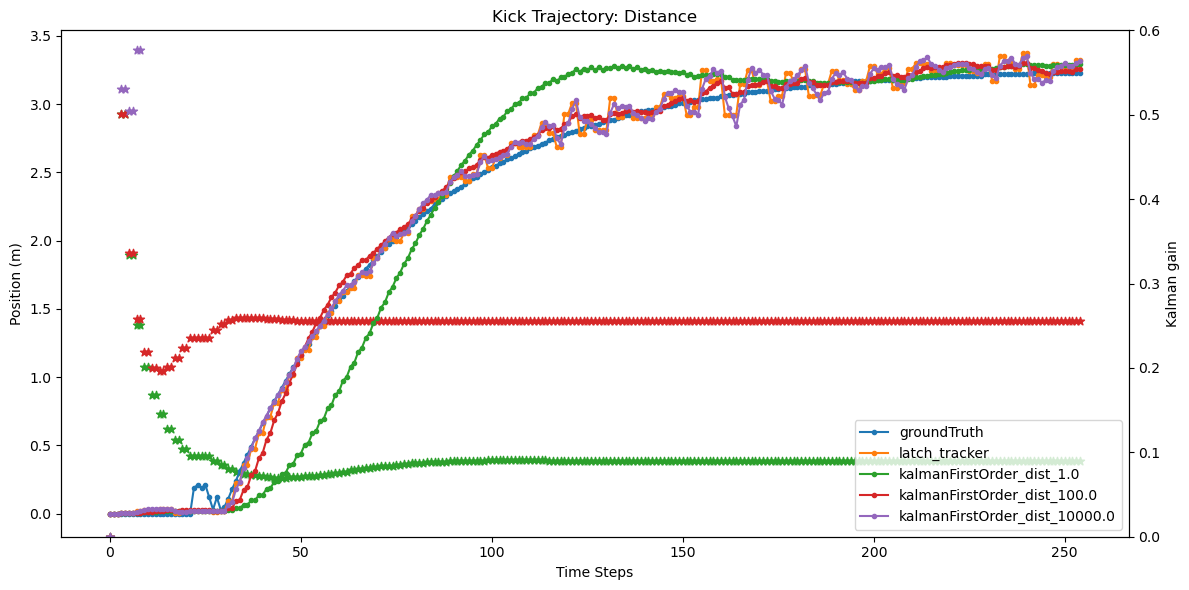 Kick Trajectory: Distance
Position (m)
3.5
3.0
2.5
2.0
1.5
1.0
0.5
0.0
0.6
0.5
0.4
0.3
0.2
0.1
0.0
Kalman gain
groundTruth
latch_tracker
kalmanFirstOrder_dist_1.0
kalmanFirstOrder_dist_100.0
kalmanFirstOrder_dist_10000.0
0 50 100 150 200 250
Time Steps